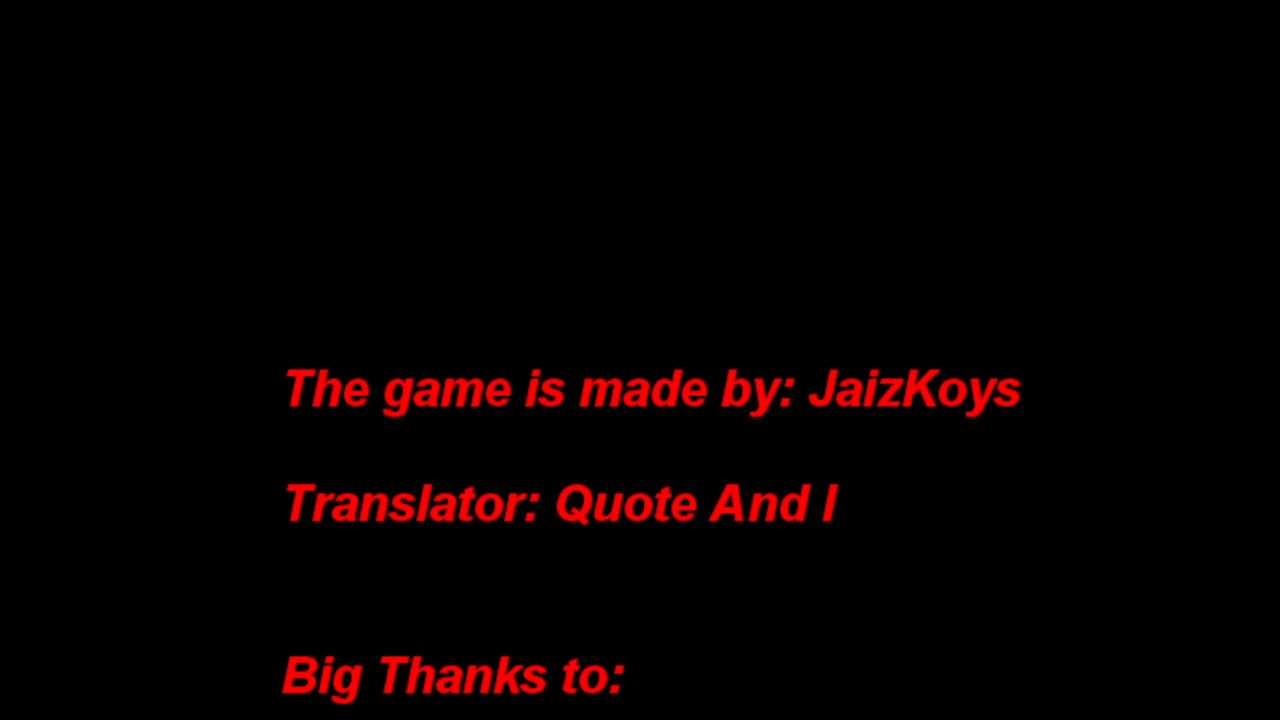 The game is made by: JaizKoys
Translator: Quote And I
Big Thanks to: